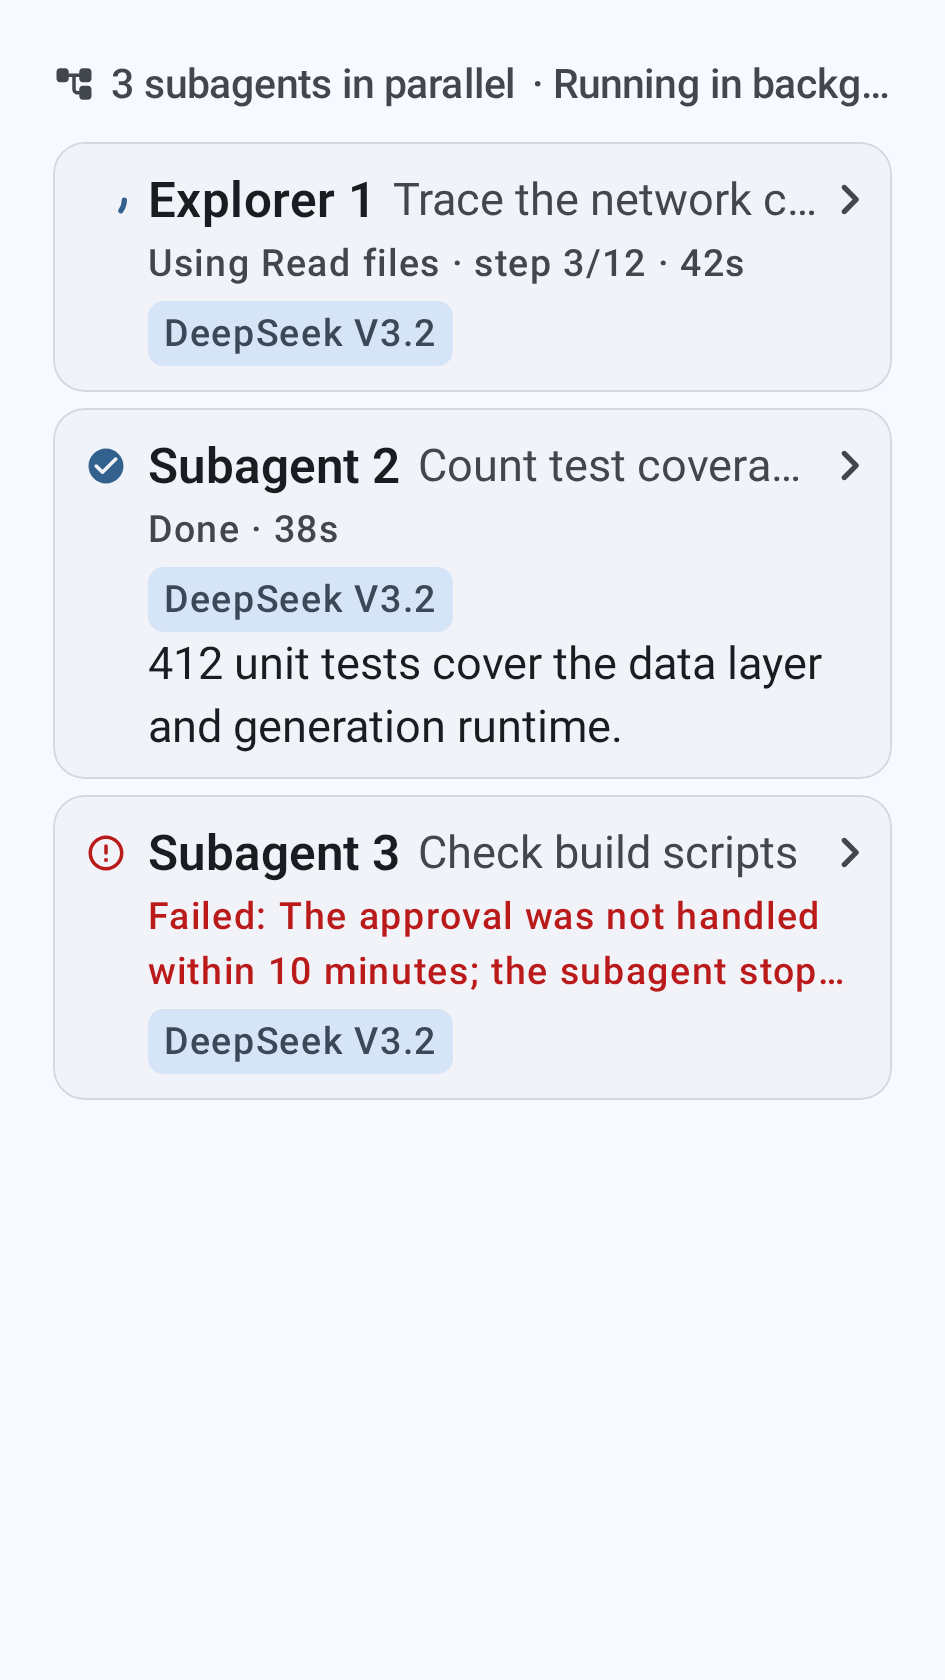 3 subagents in parallel · Running in backg…
Explorer 1 Trace the network c…
Using Read files · step 3/12 · 42s
DeepSeek V3.2
Subagent 2 Count test covera…
Done · 38s
DeepSeek V3.2
412 unit tests cover the data layer
and generation runtime.
Subagent 3 Check build scripts
Failed: The approval was not handled
within 10 minutes; the subagent stop…
DeepSeek V3.2